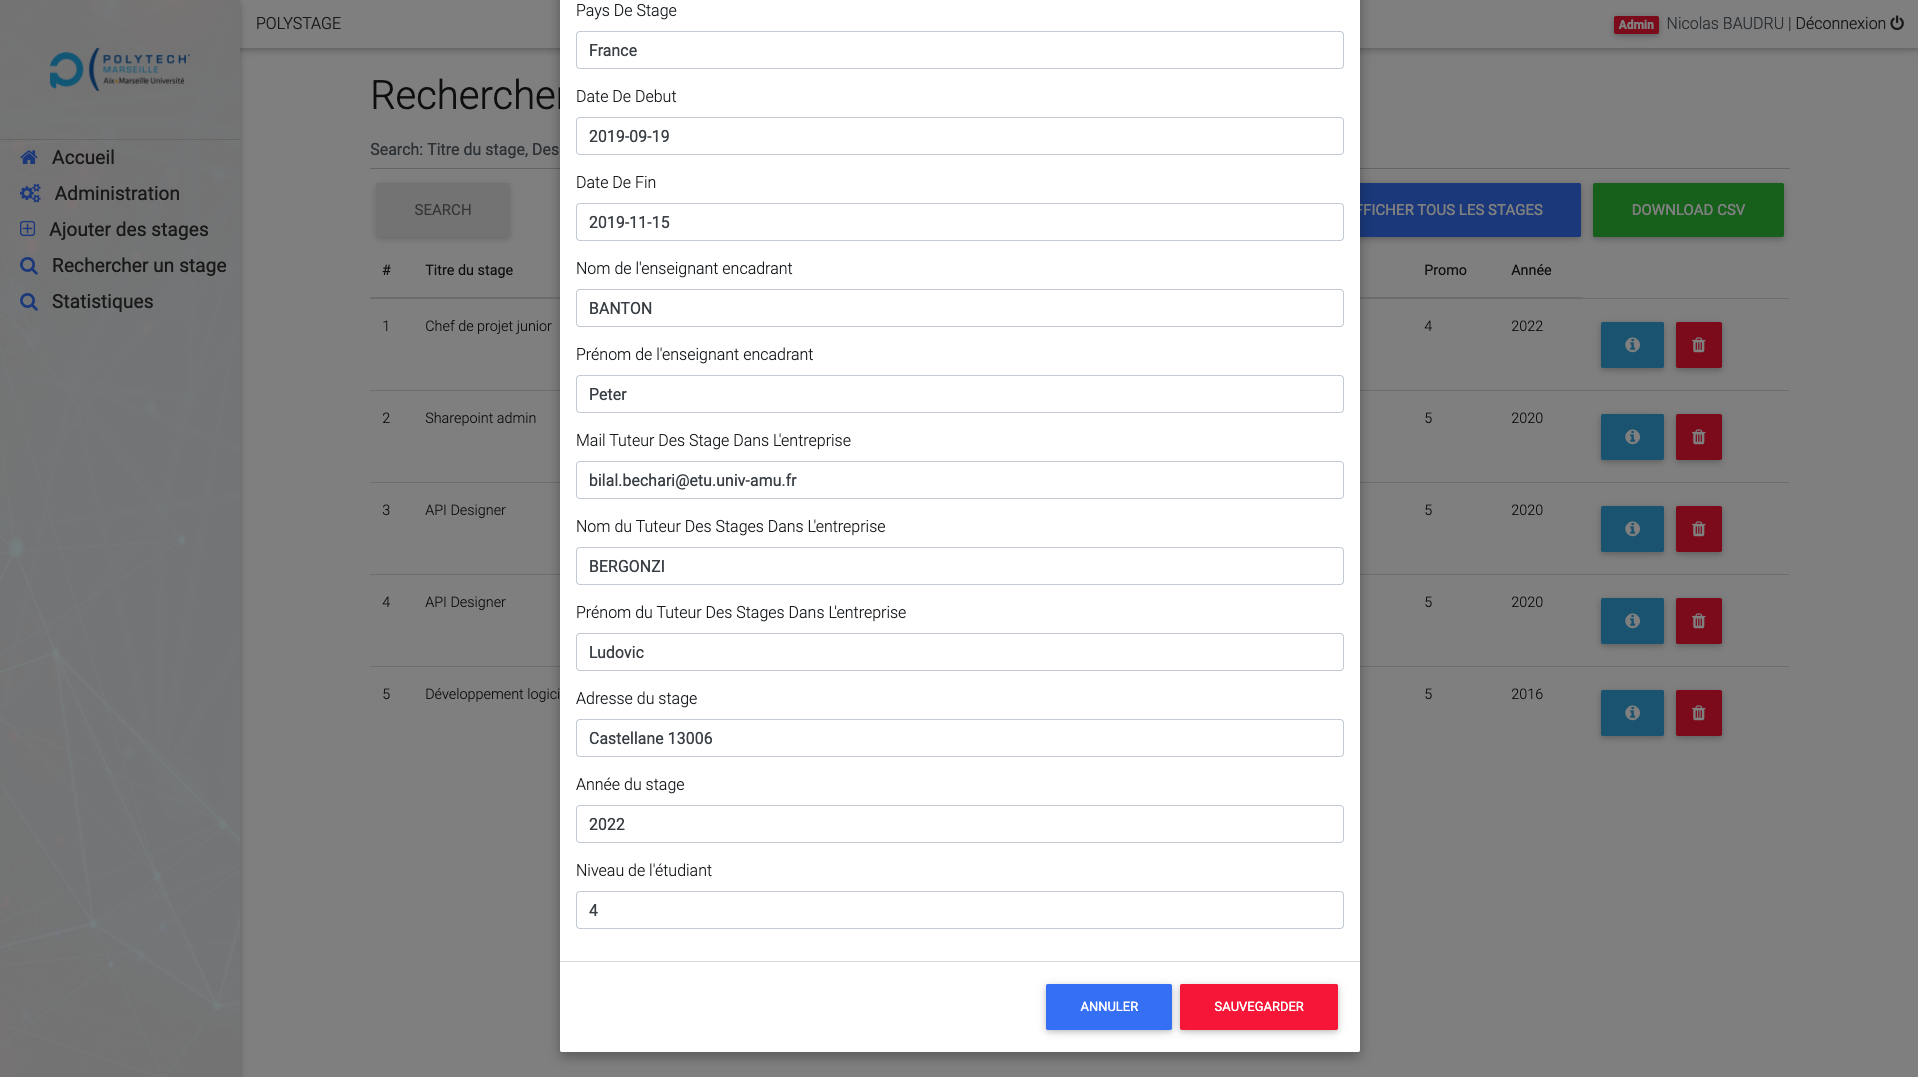 POLYTECH
MARSEILLE
Aix-Marseille Université
Accueil
Administration
Ajouter des stages
Rechercher un stage
Statistiques
POLYSTAGE
Admin Nicolas BAUDRU | Déconnexion
Rechercher
Search: Titre du stage, Des
SEARCH
FFICHER TOUS LES STAGES
DOWNLOAD CSV
# Titre du stage Promo Année
1 Chef de projet junior 4 2022
2 Sharepoint admin 5 2020
3 API Designer 5 2020
4 API Designer 5 2020
5 Développement logici 5 2016
Pays De Stage
France
Date De Debut
2019-09-19
Date De Fin
2019-11-15
Nom de l'enseignant encadrant
BANTON
Prénom de l'enseignant encadrant
Peter
Mail Tuteur Des Stage Dans L'entreprise
bilal.bechari@etu.univ-amu.fr
Nom du Tuteur Des Stages Dans L'entreprise
BERGONZI
Prénom du Tuteur Des Stages Dans L'entreprise
Ludovic
Adresse du stage
Castellane 13006
Année du stage
2022
Niveau de l'étudiant
4
ANNULER
SAUVEGARDER